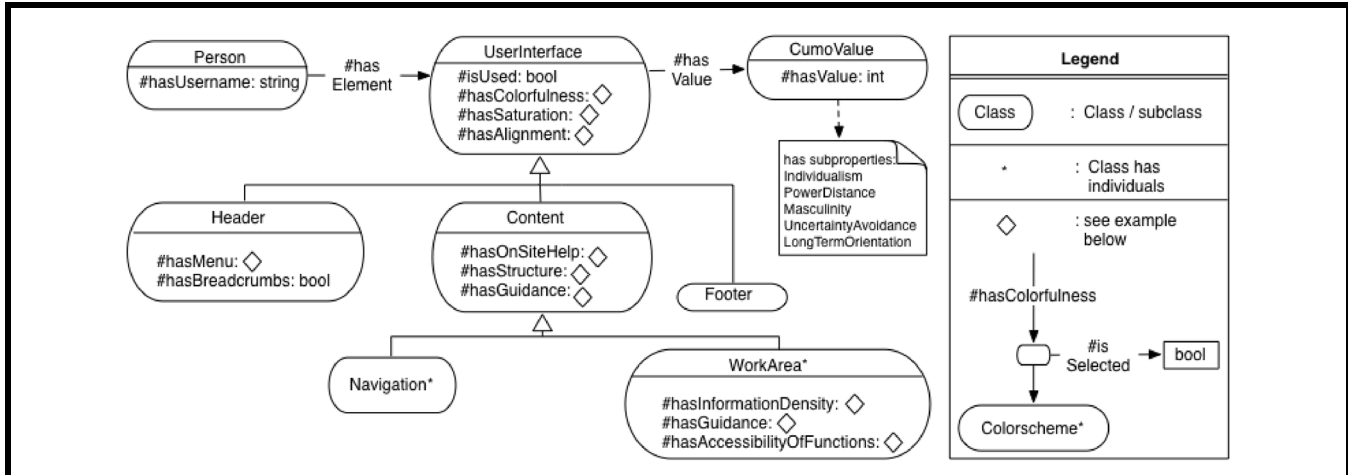 Person
#hasUsername: string
#has
Element
UserInterface
#isUsed: bool
#hasColorfulness:
#hasSaturation:
#hasAlignment:
#has
Value
CumoValue
#hasValue: int
has subproperties:
Individualism
PowerDistance
Masculinity
UncertaintyAvoidance
LongTermOrientation
Header
#hasMenu:
#hasBreadcrumbs: bool
Content
#hasOnSiteHelp:
#hasStructure:
#hasGuidance:
Footer
Navigation*
WorkArea*
#hasInformationDensity:
#hasGuidance:
#hasAccessibilityOfFunctions:
Legend
Class : Class / subclass
* : Class has
individuals
: see example
below
#hasColorfulness
#is
Selected
bool
Colorscheme*